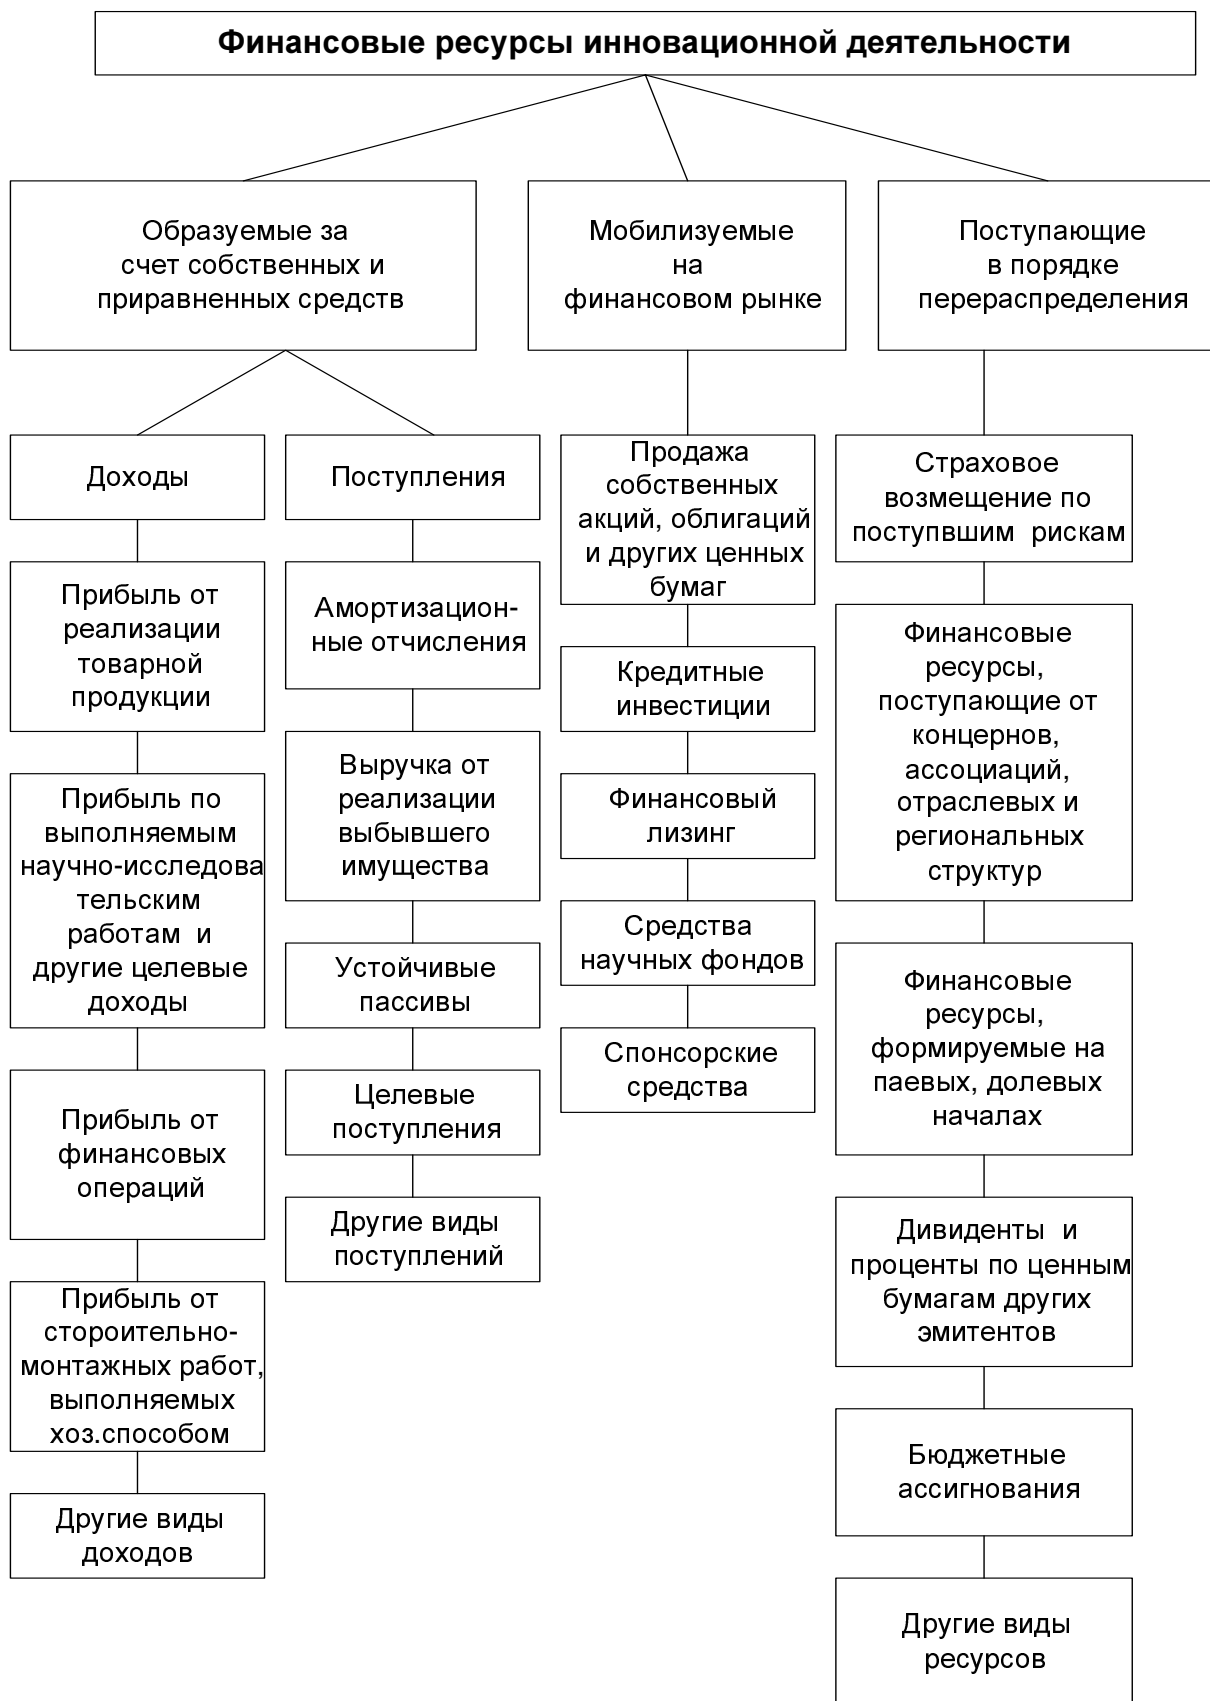 Финансовые ресурсы инновационной деятельности
Образуемые за
счет собственных и
приравненных средств
Мобилизуемые
на
финансовом рынке
Поступающие
в порядке
перераспределения
Доходы
Прибыль от
реализации
товарной
продукции
Прибыль по
выполняемым
научно-исследова
тельским
работам и
другие целевые
доходы
Прибыль от
финансовых
операций
Прибыль от
стороительно-
монтажных работ,
выполняемых
хоз.способом
Другие виды
доходов
Поступления
Амортизацион-
ные отчисления
Выручка от
реализации
выбывшего
имущества
Устойчивые
пассивы
Целевые
поступления
Другие виды
поступлений
Продажа
собственных
акций, облигаций
и других ценных
бумаг
Кредитные
инвестиции
Финансовый
лизинг
Средства
научных фондов
Спонсорские
средства
Страховое
возмещение по
поступвшим рискам
Финансовые
ресурсы,
поступающие от
концернов,
ассоциаций,
отраслевых и
региональных
структур
Финансовые
ресурсы,
формируемые на
паевых, долевых
началах
Дивиденты и
проценты по ценным
бумагам других
эмитентов
Бюджетные
ассигнования
Другие виды
ресурсов